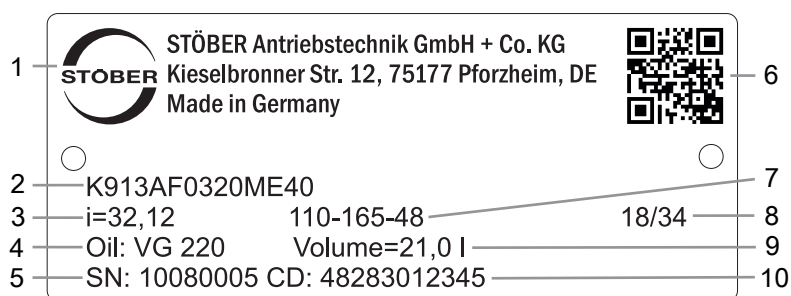 STÖBER Antriebstechnik GmbH + Co. KG
1 STÖBER Kieselbronner Str. 12, 75177 Pforzheim, DE 6
Made in Germany
2 K913AF0320ME40 7
3 i=32,12 110-165-48 18/34 8
4 Oil: VG 220 Volume=21,0 l 9
5 SN: 10080005 CD: 48283012345 10